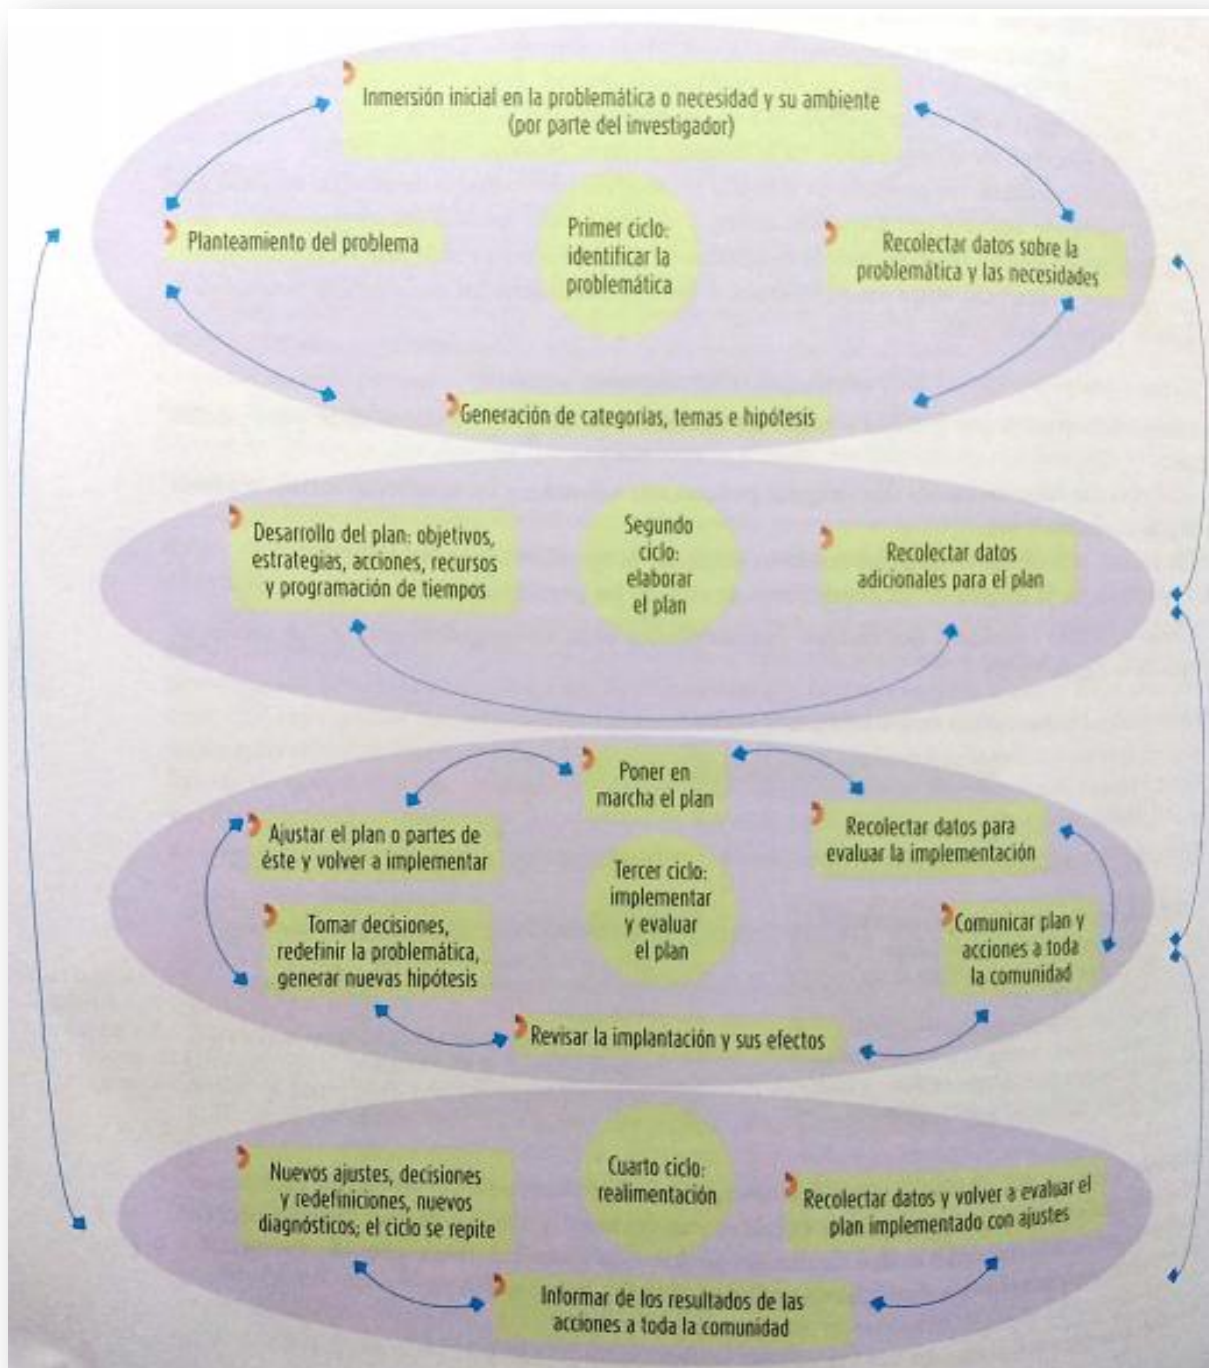 Inmersión inicial en la problemática o necesidad y su ambiente
(por parte del investigador)
Planteamiento del problema
Primer ciclo:
identificar la
problemática
Recolectar datos sobre la
problemática y las necesidades
Generación de categorías, temas e hipótesis
Desarrollo del plan: objetivos,
estrategias, acciones, recursos
y programación de tiempos
Segundo
ciclo:
elaborar
el plan
Recolectar datos
adicionales para el plan
Poner en
marcha el plan
Ajustar el plan o partes de
éste y volver a implementar
Recolectar datos para
evaluar la implementación
Tercer ciclo:
implementar
y evaluar
el plan
Tomar decisiones,
redefinir la problemática,
generar nuevas hipótesis
Comunicar plan y
acciones a toda
la comunidad
Revisar la implantación y sus efectos
Nuevos ajustes, decisiones
y redefiniciones, nuevos
diagnósticos; el ciclo se repite
Cuarto ciclo:
realimentación
Recolectar datos y volver a evaluar el
plan implementado con ajustes
Informar de los resultados de las
acciones a toda la comunidad